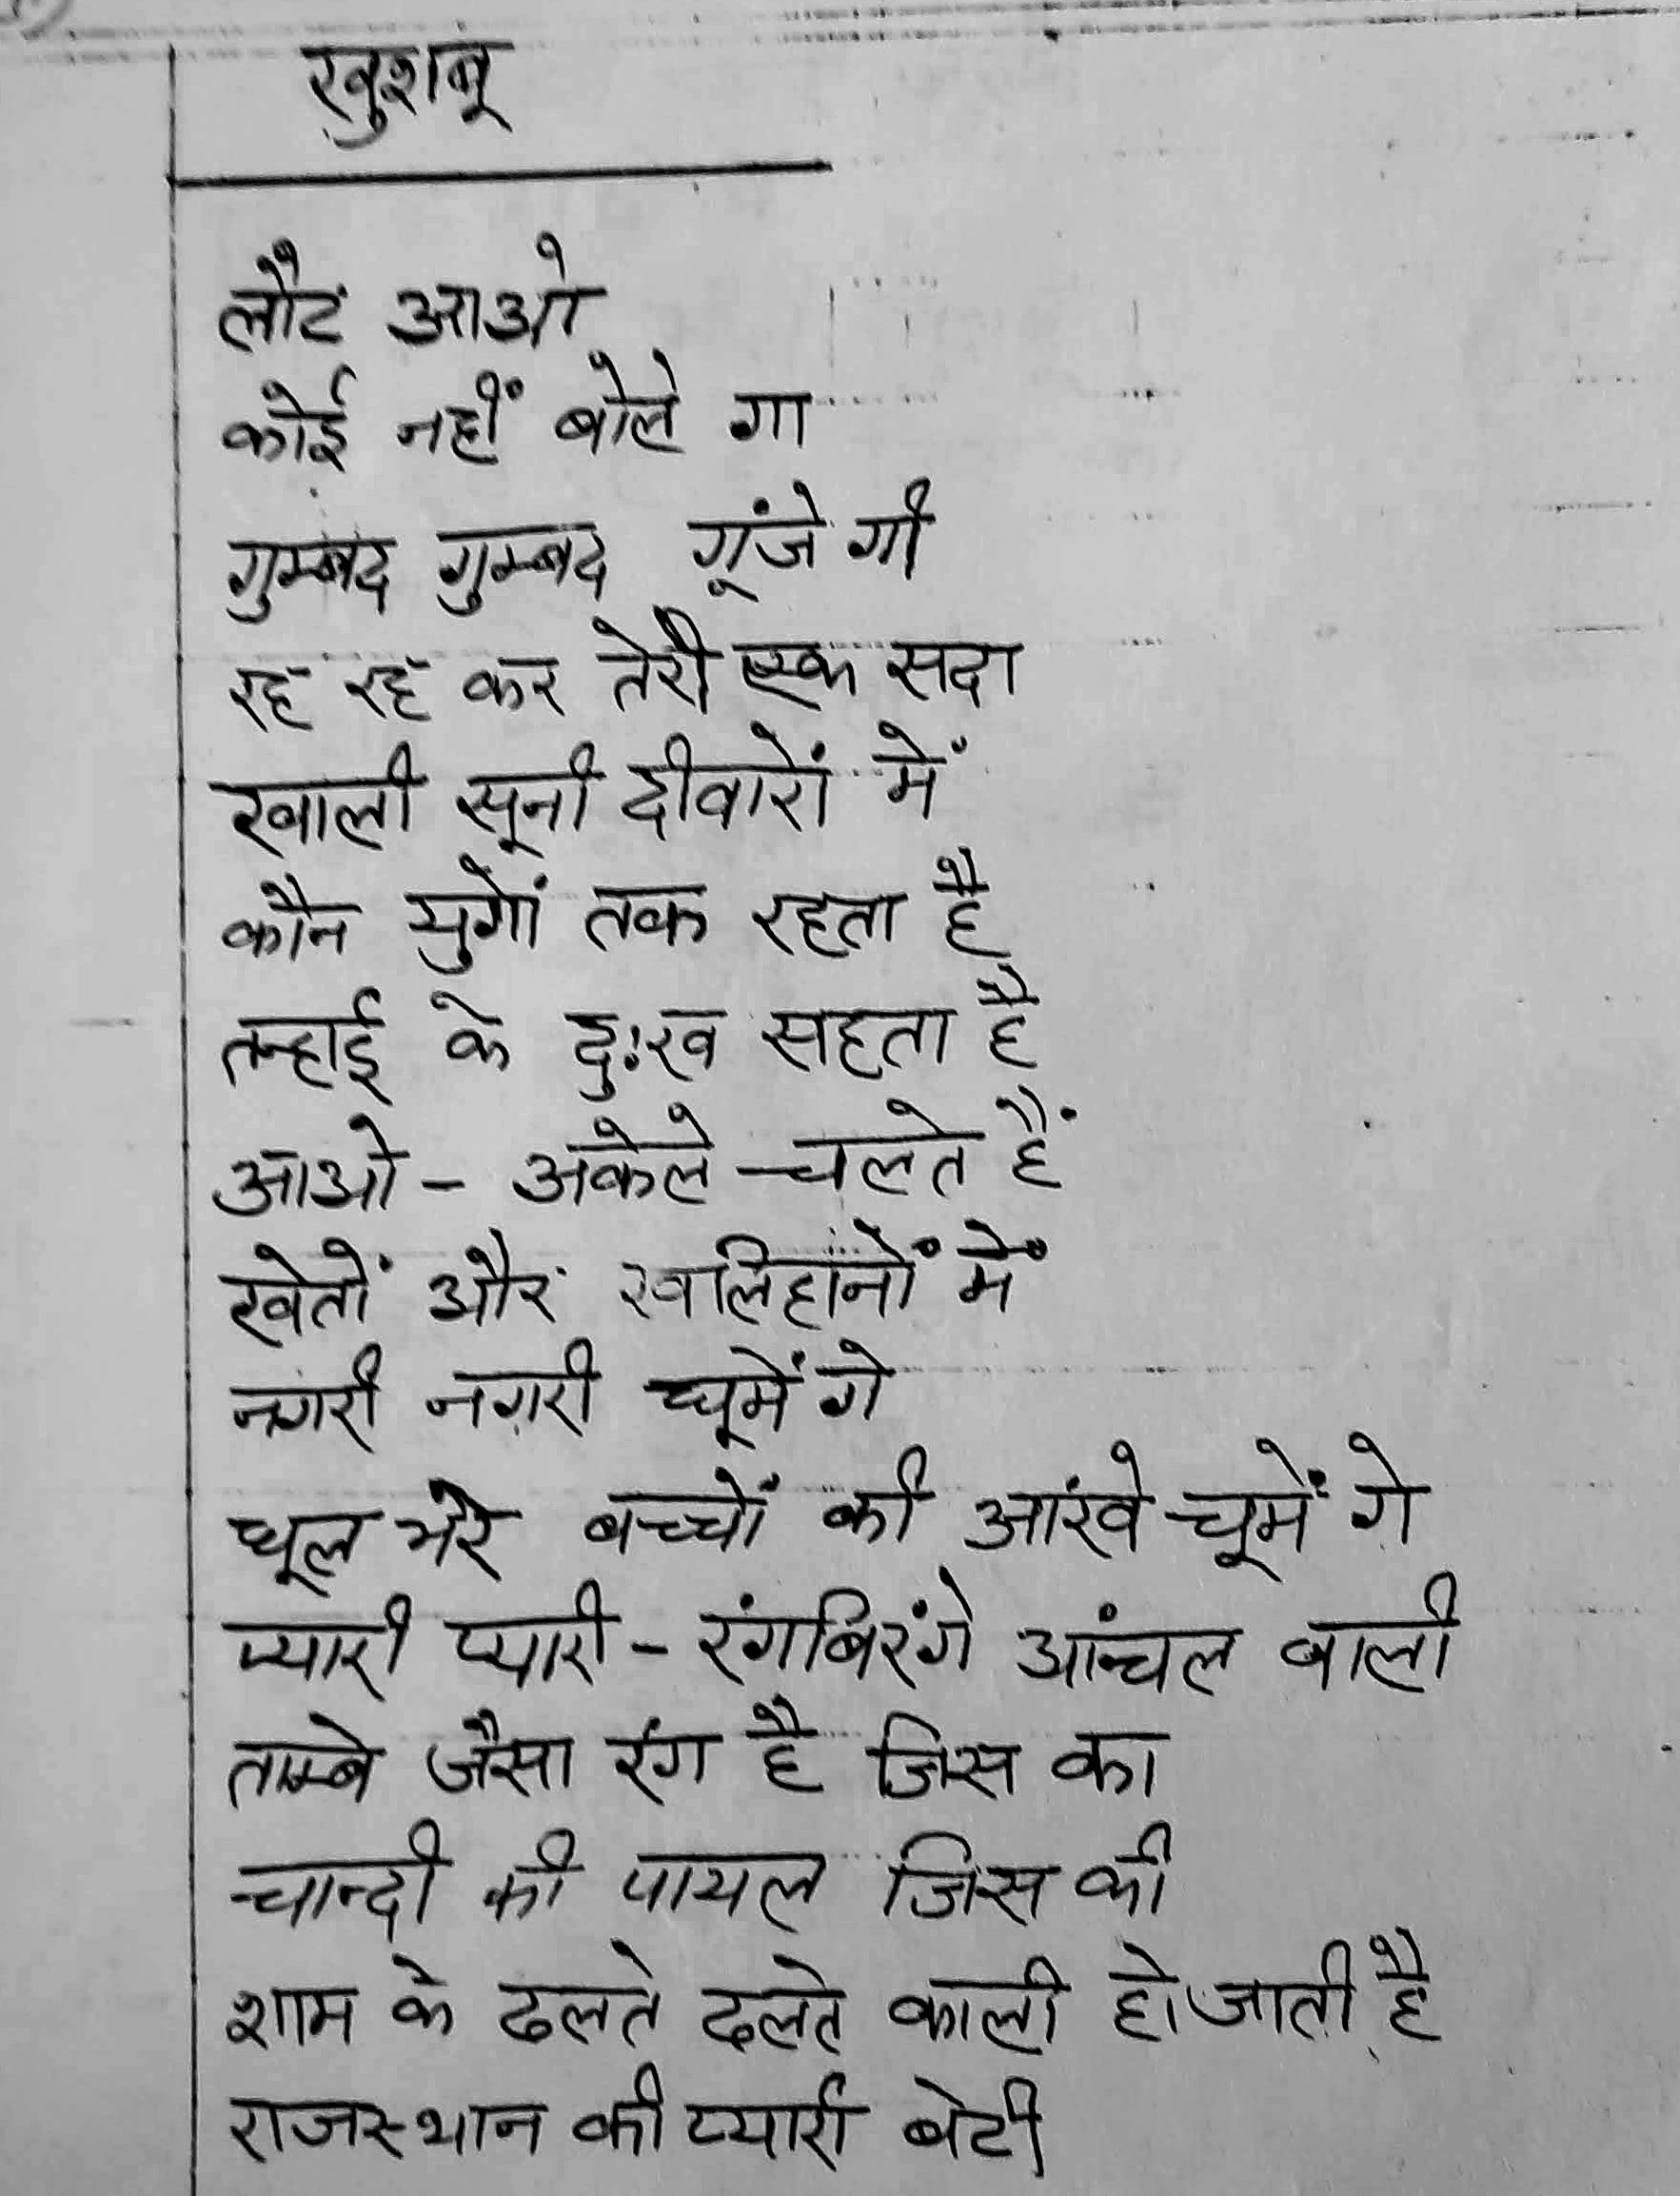 खुशबू
लौट आओ
कोई नहीं बोले गा
गुम्बद गुम्बद गूंजे गी
रह रह कर तेरी एक सदा
खाली सूनी दीवारों में
कौन युगों तक रहता है
तन्हाई के दुःख सहता है
आओ - अकेले चलते हैं
खेतों और खलिहानों में
नगरी नगरी घूमें गे
धूल भरे बच्चों की आंखे चूमें गे
प्यारी प्यारी - रंगबिरंगे आंन्चल वाली
ताम्बे जैसा रंग है जिस का
चान्दी की पायल जिस की
शाम के ढलते ढलते काली हो जाती है
राजस्थान की प्यारी बेटी